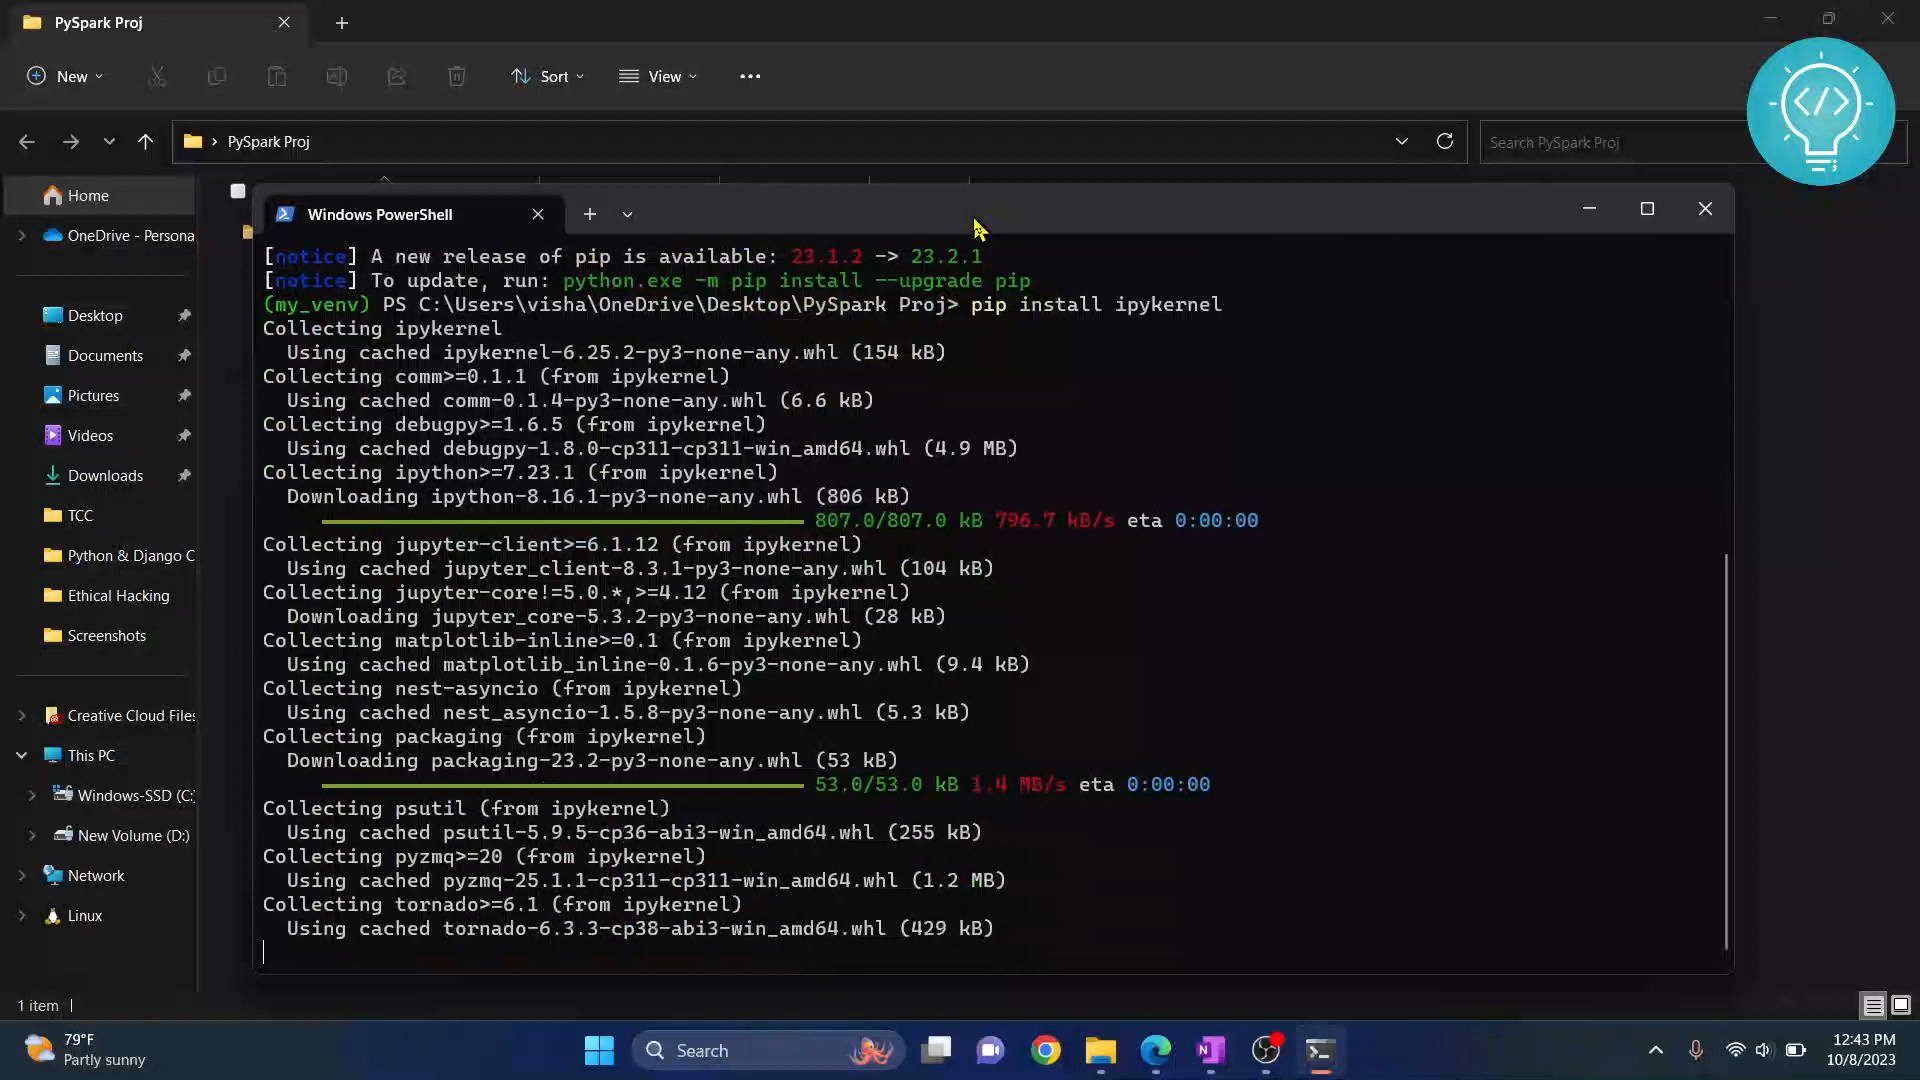 PySpark Proj
New
Sort
View
PySpark Proj
Search PySpark Proj
Home
OneDrive - Persona
Desktop
Documents
Pictures
Videos
Downloads
TCC
Python & Django C
Ethical Hacking
Screenshots
Creative Cloud Files
This PC
Windows-SSD (C:
New Volume (D:)
Network
Linux
1 item
Windows PowerShell
[notice] A new release of pip is available: 23.1.2 -> 23.2.1
[notice] To update, run: python.exe -m pip install --upgrade pip
(my_venv) PS C:\Users\visha\OneDrive\Desktop\PySpark Proj> pip install ipykernel
Collecting ipykernel
Using cached ipykernel-6.25.2-py3-none-any.whl (154 kB)
Collecting comm>=0.1.1 (from ipykernel)
Using cached comm-0.1.4-py3-none-any.whl (6.6 kB)
Collecting debugpy>=1.6.5 (from ipykernel)
Using cached debugpy-1.8.0-cp311-cp311-win_amd64.whl (4.9 MB)
Collecting ipython>=7.23.1 (from ipykernel)
Downloading ipython-8.16.1-py3-none-any.whl (806 kB)
807.0/807.0 kB 796.7 kB/s eta 0:00:00
Collecting jupyter-client>=6.1.12 (from ipykernel)
Using cached jupyter_client-8.3.1-py3-none-any.whl (104 kB)
Collecting jupyter-core!=5.0.*,>=4.12 (from ipykernel)
Downloading jupyter_core-5.3.2-py3-none-any.whl (28 kB)
Collecting matplotlib-inline>=0.1 (from ipykernel)
Using cached matplotlib_inline-0.1.6-py3-none-any.whl (9.4 kB)
Collecting nest-asyncio (from ipykernel)
Using cached nest_asyncio-1.5.8-py3-none-any.whl (5.3 kB)
Collecting packaging (from ipykernel)
Downloading packaging-23.2-py3-none-any.whl (53 kB)
53.0/53.0 kB 1.4 MB/s eta 0:00:00
Collecting psutil (from ipykernel)
Using cached psutil-5.9.5-cp36-abi3-win_amd64.whl (255 kB)
Collecting pyzmq>=20 (from ipykernel)
Using cached pyzmq-25.1.1-cp311-cp311-win_amd64.whl (1.2 MB)
Collecting tornado>=6.1 (from ipykernel)
Using cached tornado-6.3.3-cp38-abi3-win_amd64.whl (429 kB)
79°F
Partly sunny
Search
12:43 PM
10/8/2023